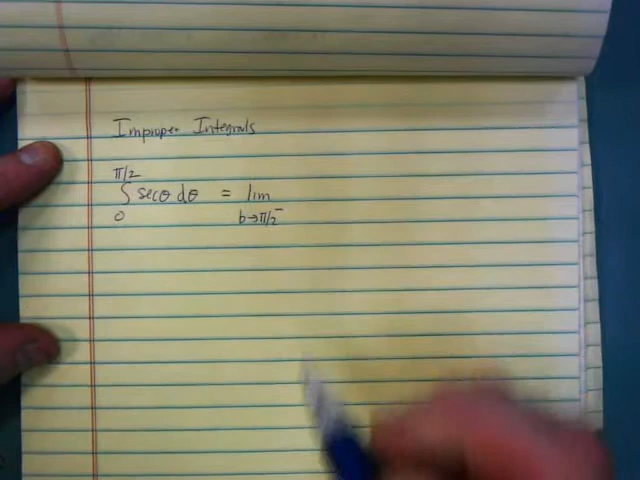 Improper Integrals
π/2
∫ secθ dθ = lim
0 b→π/2⁻